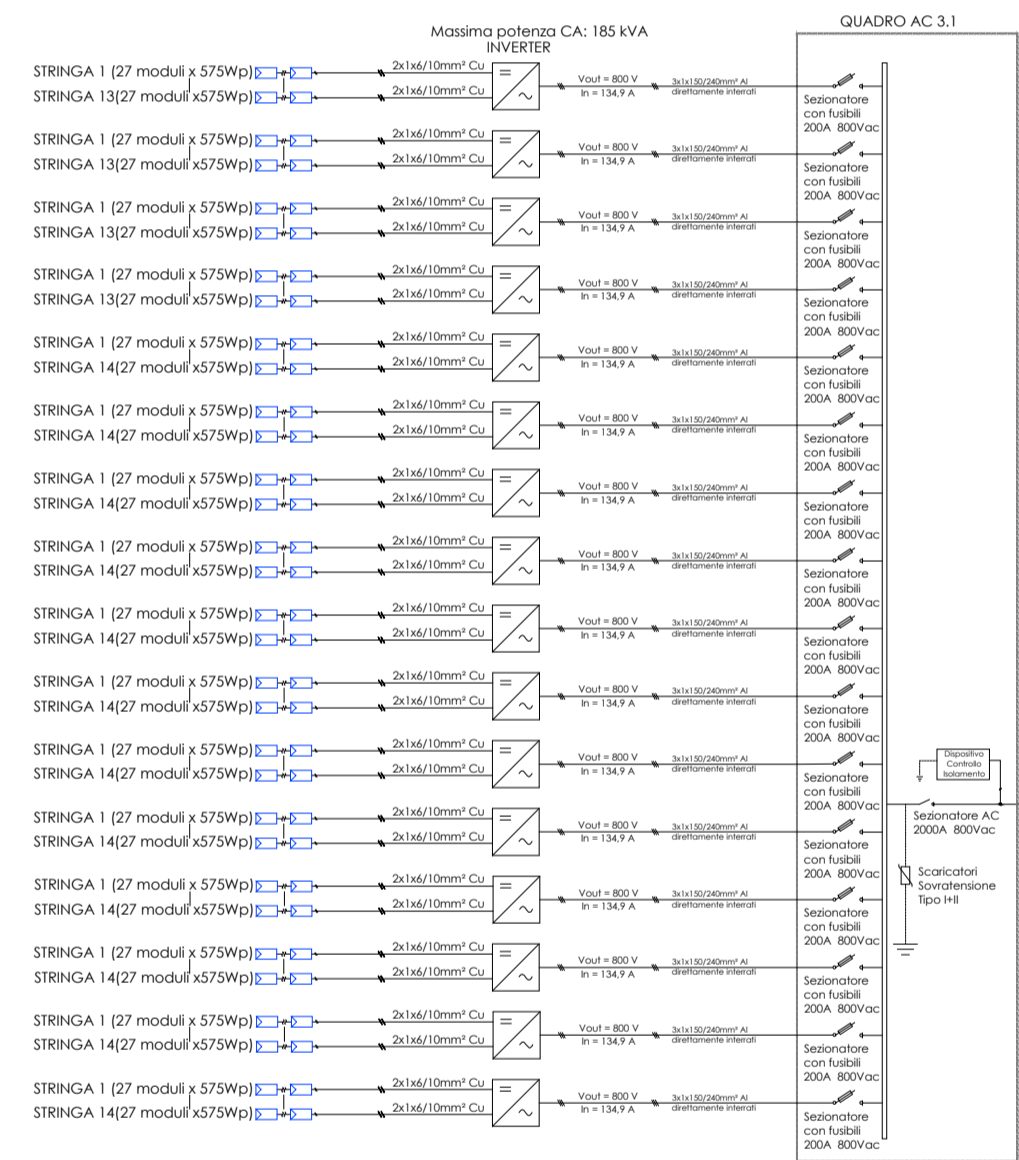 QUADRO AC 3.1
Massima potenza CA: 185 kVA
INVERTER
STRINGA 1 (27 moduli x 575Wp)
2x1x6/10mm² Cu
STRINGA 13(27 moduli x575Wp)
2x1x6/10mm² Cu
Vout = 800 V
In = 134,9 A
3x1x150/240mm² Al
direttamente interrati
Sezionatore
con fusibili
200A 800Vac
STRINGA 1 (27 moduli x 575Wp)
2x1x6/10mm² Cu
STRINGA 13(27 moduli x575Wp)
2x1x6/10mm² Cu
Vout = 800 V
In = 134,9 A
3x1x150/240mm² Al
direttamente interrati
Sezionatore
con fusibili
200A 800Vac
STRINGA 1 (27 moduli x 575Wp)
2x1x6/10mm² Cu
STRINGA 13(27 moduli x575Wp)
2x1x6/10mm² Cu
Vout = 800 V
In = 134,9 A
3x1x150/240mm² Al
direttamente interrati
Sezionatore
con fusibili
200A 800Vac
STRINGA 1 (27 moduli x 575Wp)
2x1x6/10mm² Cu
STRINGA 13(27 moduli x575Wp)
2x1x6/10mm² Cu
Vout = 800 V
In = 134,9 A
3x1x150/240mm² Al
direttamente interrati
Sezionatore
con fusibili
200A 800Vac
STRINGA 1 (27 moduli x 575Wp)
2x1x6/10mm² Cu
STRINGA 14(27 moduli x575Wp)
2x1x6/10mm² Cu
Vout = 800 V
In = 134,9 A
3x1x150/240mm² Al
direttamente interrati
Sezionatore
con fusibili
200A 800Vac
STRINGA 1 (27 moduli x 575Wp)
2x1x6/10mm² Cu
STRINGA 14(27 moduli x575Wp)
2x1x6/10mm² Cu
Vout = 800 V
In = 134,9 A
3x1x150/240mm² Al
direttamente interrati
Sezionatore
con fusibili
200A 800Vac
STRINGA 1 (27 moduli x 575Wp)
2x1x6/10mm² Cu
STRINGA 14(27 moduli x575Wp)
2x1x6/10mm² Cu
Vout = 800 V
In = 134,9 A
3x1x150/240mm² Al
direttamente interrati
Sezionatore
con fusibili
200A 800Vac
STRINGA 1 (27 moduli x 575Wp)
2x1x6/10mm² Cu
STRINGA 14(27 moduli x575Wp)
2x1x6/10mm² Cu
Vout = 800 V
In = 134,9 A
3x1x150/240mm² Al
direttamente interrati
Sezionatore
con fusibili
200A 800Vac
STRINGA 1 (27 moduli x 575Wp)
2x1x6/10mm² Cu
STRINGA 14(27 moduli x575Wp)
2x1x6/10mm² Cu
Vout = 800 V
In = 134,9 A
3x1x150/240mm² Al
direttamente interrati
Sezionatore
con fusibili
200A 800Vac
STRINGA 1 (27 moduli x 575Wp)
2x1x6/10mm² Cu
STRINGA 14(27 moduli x575Wp)
2x1x6/10mm² Cu
Vout = 800 V
In = 134,9 A
3x1x150/240mm² Al
direttamente interrati
Sezionatore
con fusibili
200A 800Vac
STRINGA 1 (27 moduli x 575Wp)
2x1x6/10mm² Cu
STRINGA 14(27 moduli x575Wp)
2x1x6/10mm² Cu
Vout = 800 V
In = 134,9 A
3x1x150/240mm² Al
direttamente interrati
Sezionatore
con fusibili
200A 800Vac
STRINGA 1 (27 moduli x 575Wp)
2x1x6/10mm² Cu
STRINGA 14(27 moduli x575Wp)
2x1x6/10mm² Cu
Vout = 800 V
In = 134,9 A
3x1x150/240mm² Al
direttamente interrati
Sezionatore
con fusibili
200A 800Vac
STRINGA 1 (27 moduli x 575Wp)
2x1x6/10mm² Cu
STRINGA 14(27 moduli x575Wp)
2x1x6/10mm² Cu
Vout = 800 V
In = 134,9 A
3x1x150/240mm² Al
direttamente interrati
Sezionatore
con fusibili
200A 800Vac
STRINGA 1 (27 moduli x 575Wp)
2x1x6/10mm² Cu
STRINGA 14(27 moduli x575Wp)
2x1x6/10mm² Cu
Vout = 800 V
In = 134,9 A
3x1x150/240mm² Al
direttamente interrati
Sezionatore
con fusibili
200A 800Vac
STRINGA 1 (27 moduli x 575Wp)
2x1x6/10mm² Cu
STRINGA 14(27 moduli x575Wp)
2x1x6/10mm² Cu
Vout = 800 V
In = 134,9 A
3x1x150/240mm² Al
direttamente interrati
Sezionatore
con fusibili
200A 800Vac
STRINGA 1 (27 moduli x 575Wp)
2x1x6/10mm² Cu
STRINGA 14(27 moduli x575Wp)
2x1x6/10mm² Cu
Vout = 800 V
In = 134,9 A
3x1x150/240mm² Al
direttamente interrati
Sezionatore
con fusibili
200A 800Vac
Dispositivo
Controllo
Isolamento
Sezionatore AC
2000A 800Vac
Scaricatori
Sovratensione
Tipo I+II